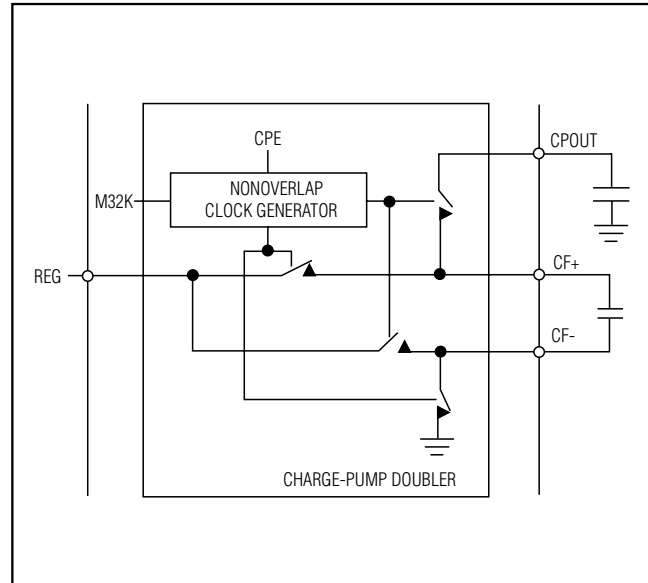 CPE
CPOUT
NONOVERLAP
CLOCK GENERATOR
M32K
REG
CF+
CF-
CHARGE-PUMP DOUBLER